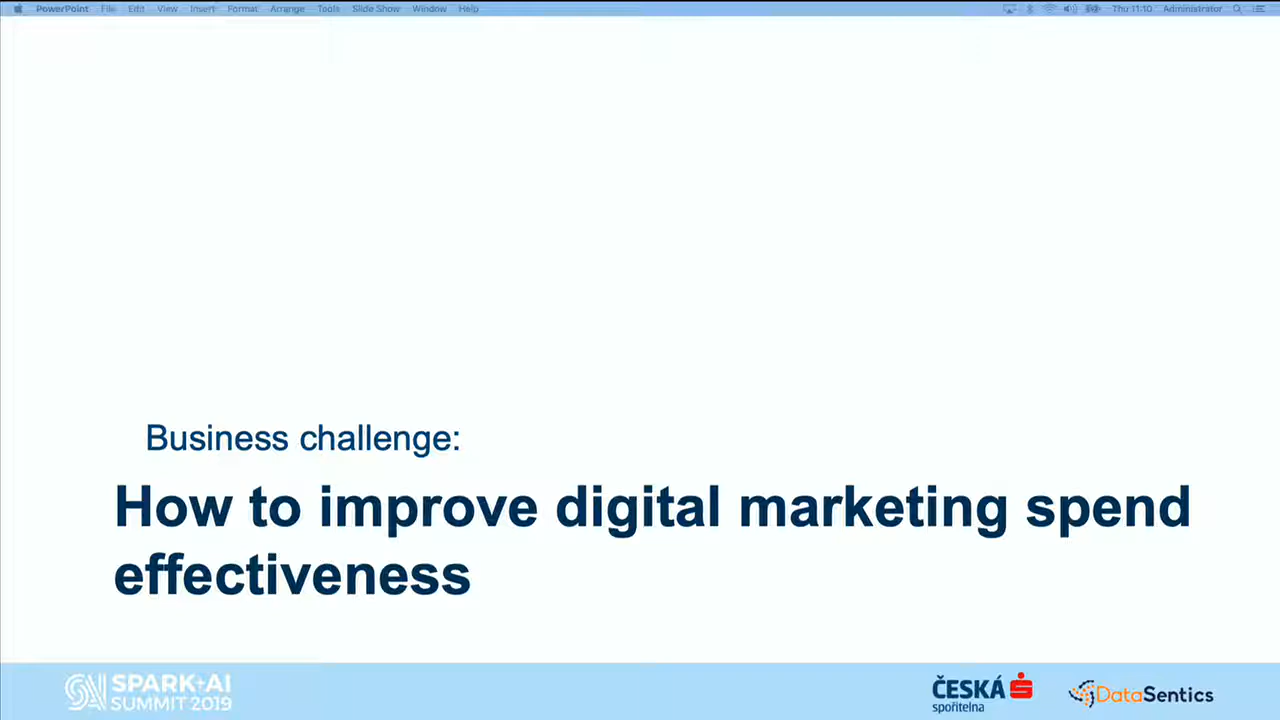 PowerPoint File Edit View Insert Format Arrange Tools Slide Show Window Help Thu 11:10 Administrator
Business challenge:
How to improve digital marketing spend
effectiveness
SPARK+AI
SUMMIT 2019
ČESKÁ
spořitelna
DataSentics